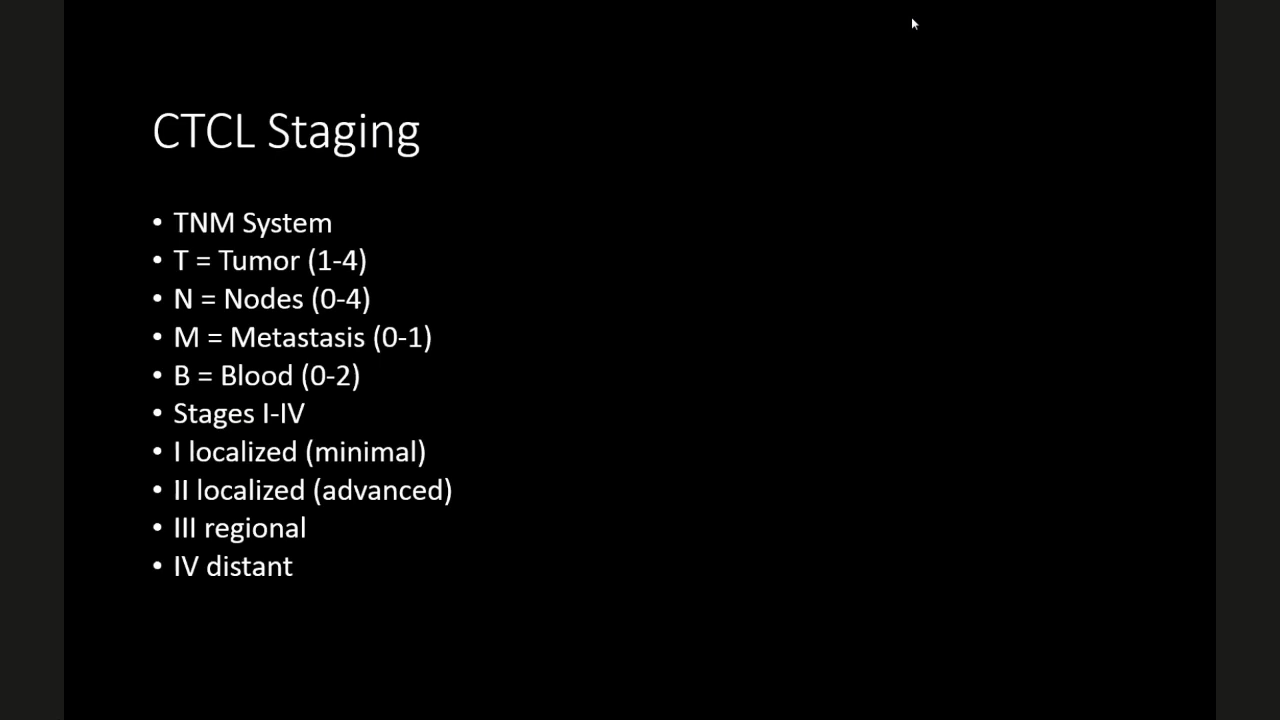 CTCL Staging
• TNM System
• T = Tumor (1-4)
• N = Nodes (0-4)
• M = Metastasis (0-1)
• B = Blood (0-2)
• Stages I-IV
• I localized (minimal)
• II localized (advanced)
• III regional
• IV distant